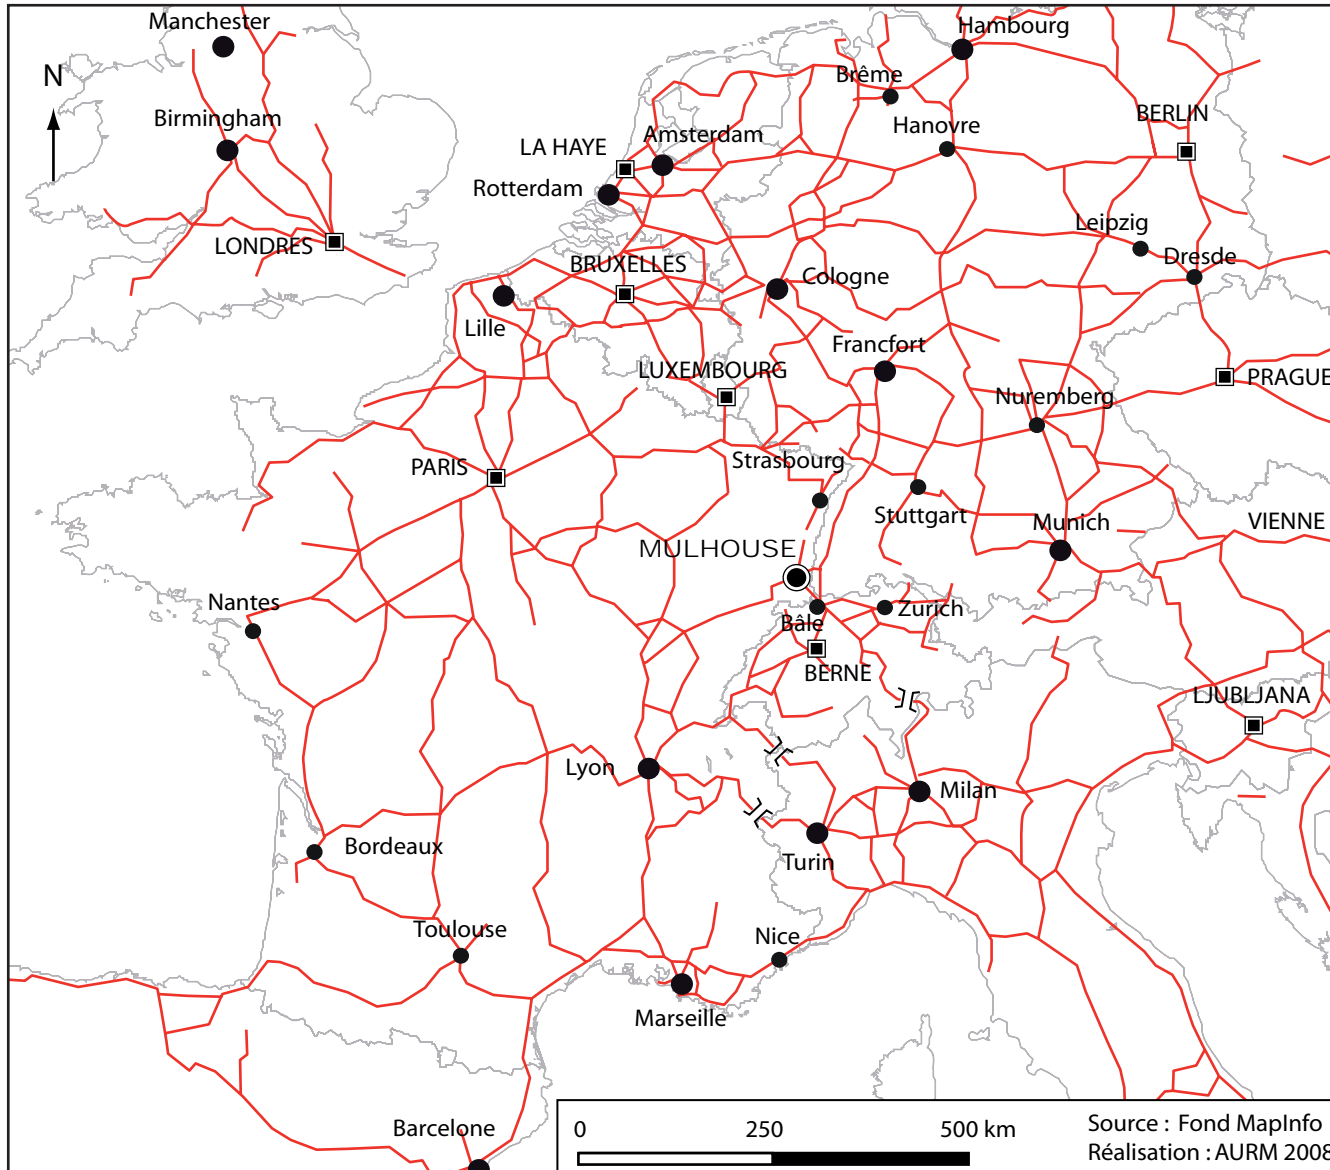 Manchester
Hambourg
N
Brême
Birmingham
Hanovre
BERLIN
LA HAYE
Amsterdam
Rotterdam
Leipzig
LONDRES
BRUXELLES
Cologne
Dresde
Lille
Francfort
LUXEMBOURG
PRAGUE
Nuremberg
PARIS
Strasbourg
Stuttgart
Munich
VIENNE
MULHOUSE
Nantes
Bâle
Zurich
BERNE
LJUBLJANA
Lyon
Milan
Bordeaux
Turin
Toulouse
Nice
Marseille
Barcelone
0 250 500 km
Source : Fond MapInfo
Réalisation : AURM 2008